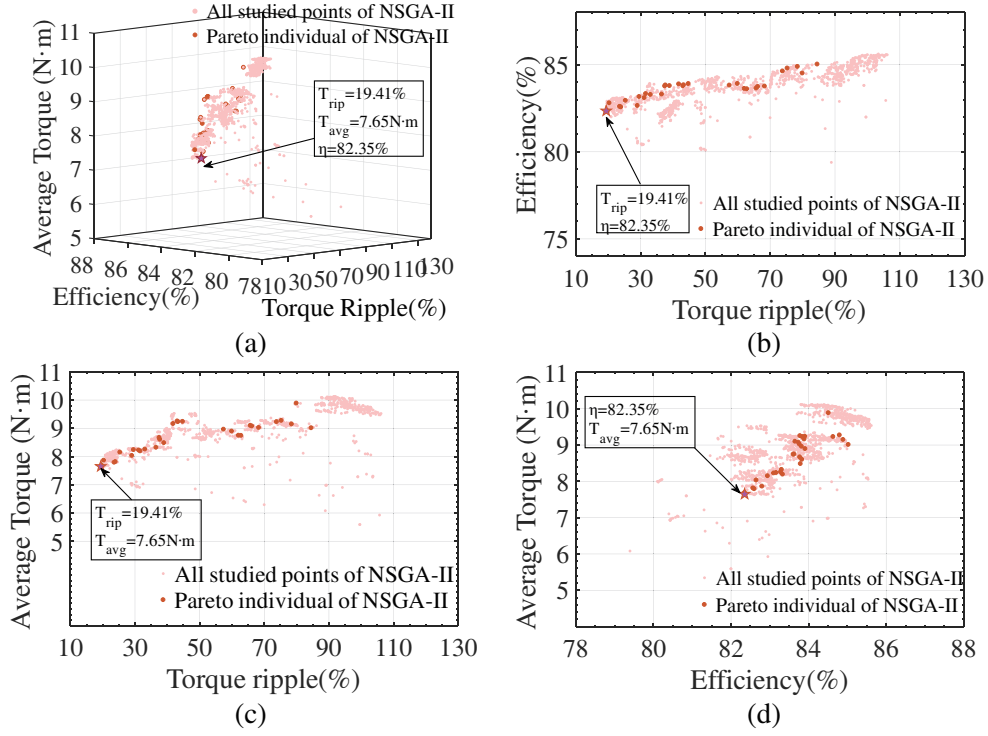 All studied points of NSGA-II
Pareto individual of NSGA-II
11
10
9
8
7
6
5
Average Torque (N·m)
T_rip=19.41%
T_avg=7.65N·m
η=82.35%
88 86 84 82 80 78
Efficiency(%)
10 30 50 70 90 110 130
Torque Ripple(%)
(a)
85
80
75
Efficiency(%)
T_rip=19.41%
η=82.35%
All studied points of NSGA-II
Pareto individual of NSGA-II
10 30 50 70 90 110 130
Torque ripple(%)
(b)
11
10
9
8
7
6
5
Average Torque (N·m)
T_rip=19.41%
T_avg=7.65N·m
All studied points of NSGA-II
Pareto individual of NSGA-II
10 30 50 70 90 110 130
Torque ripple(%)
(c)
11
10
9
8
7
6
5
Average Torque (N·m)
η=82.35%
T_avg=7.65N·m
All studied points of NSGA-II
Pareto individual of NSGA-II
78 80 82 84 86 88
Efficiency(%)
(d)